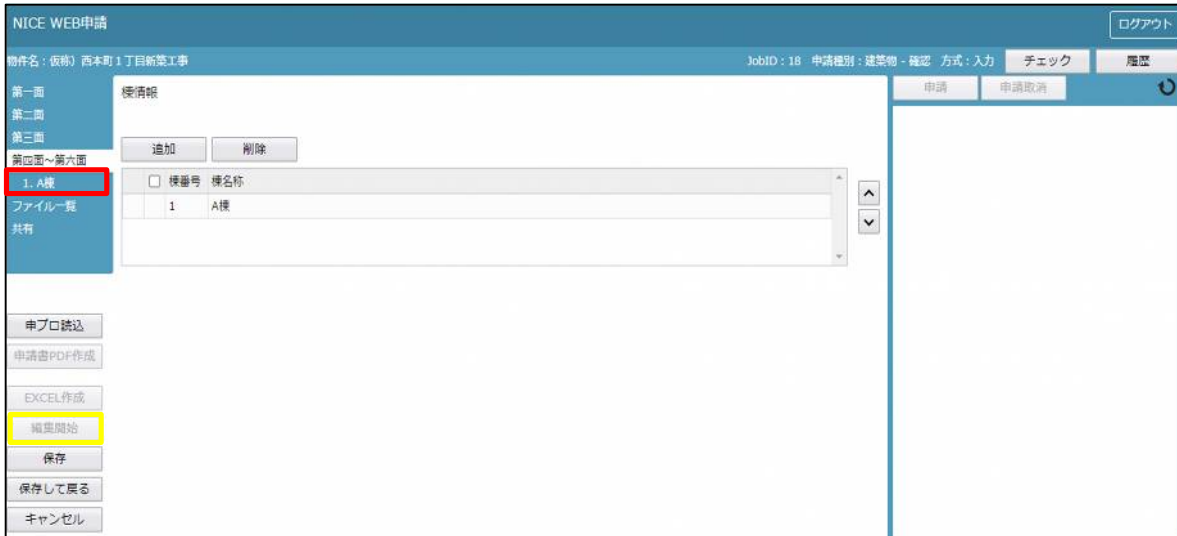 NICE WEB申請
ログアウト
物件名:仮称）西本町１丁目新築工事
JobID:18 申請種別:建築物 - 確認 方式:入力
チェック
履歴
第一面
第二面
第三面
第四面~第六面
1. A棟
ファイル一覧
共有
棟情報
申請
申請取消
追加
削除
棟番号 棟名称
1 A棟
申プロ読込
申請書PDF作成
EXCEL作成
編集開始
保存
保存して戻る
キャンセル